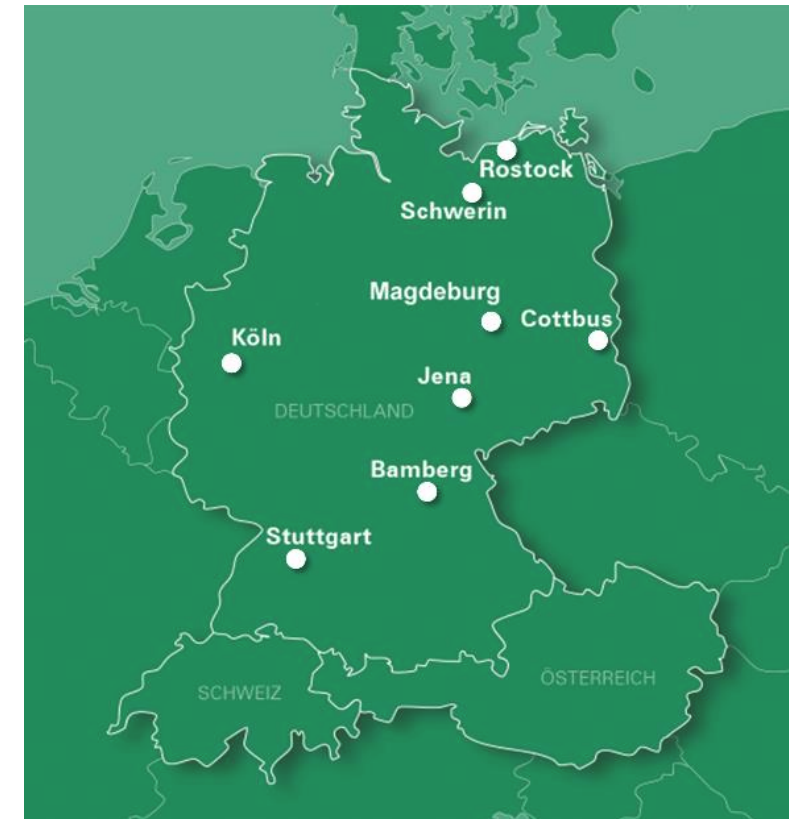 Rostock
Schwerin
Magdeburg
Cottbus
Köln
Jena
DEUTSCHLAND
Bamberg
Stuttgart
ÖSTERREICH
SCHWEIZ